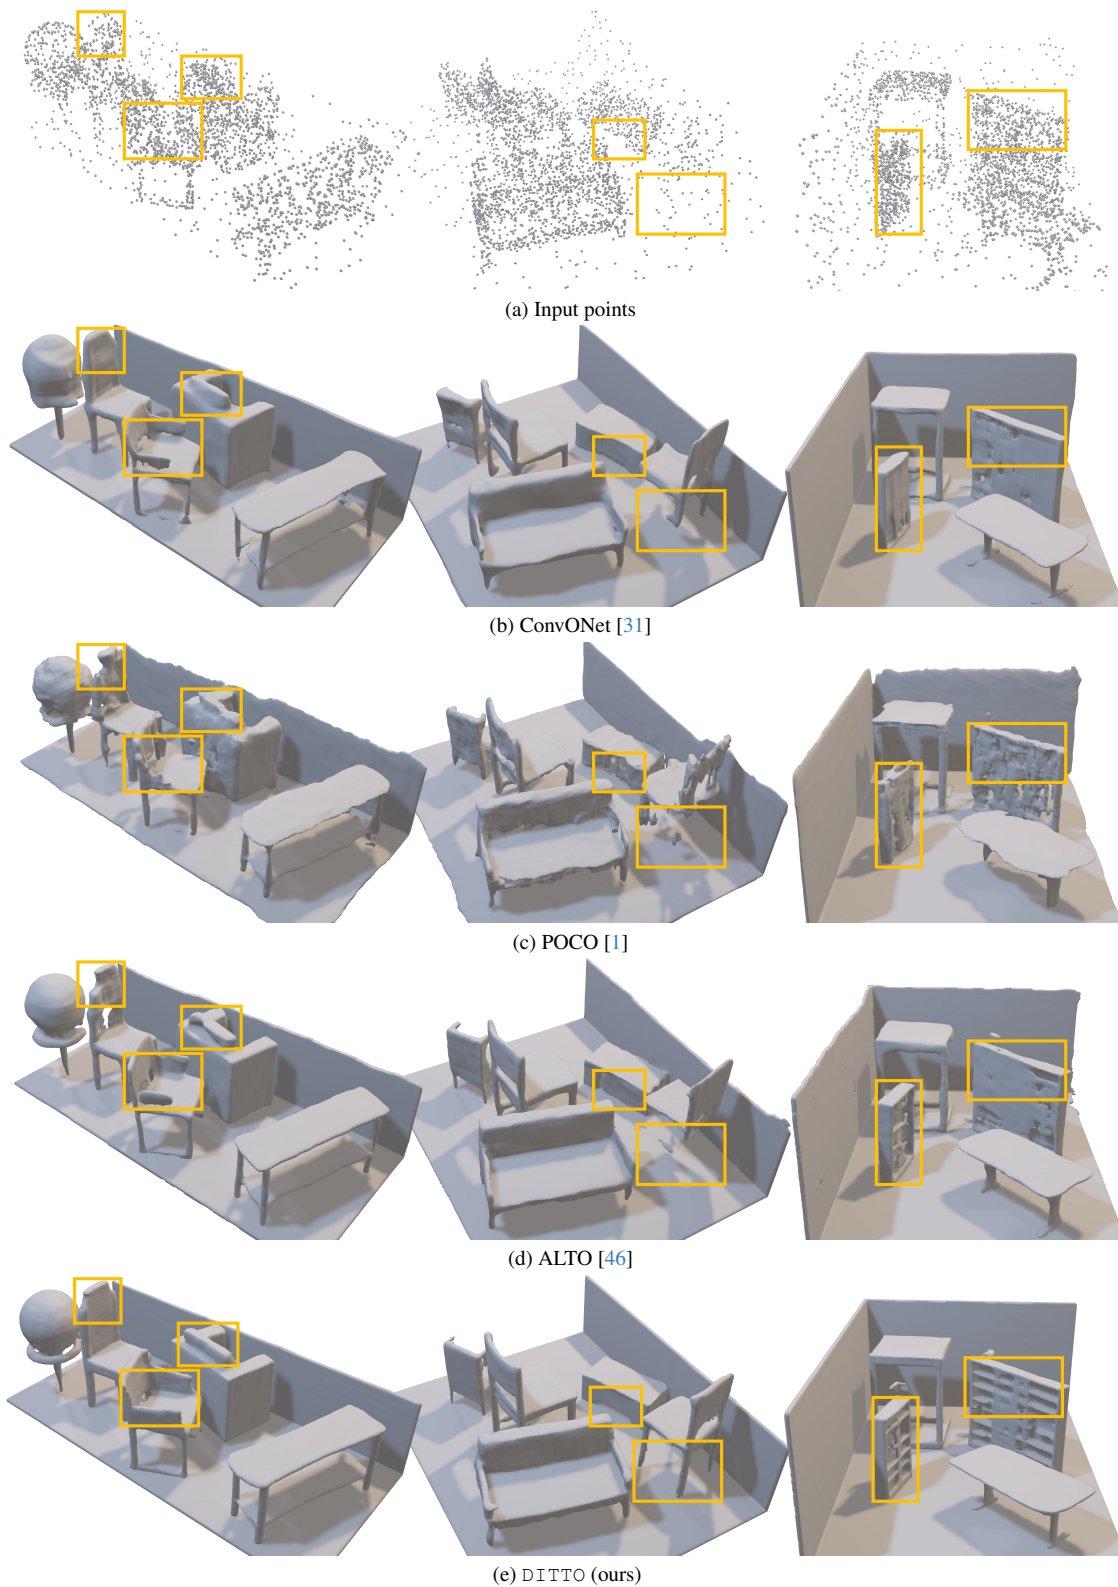 (a) Input points
(b) ConvONet [31]
(c) POCO [1]
(d) ALTO [46]
(e) DITTO (ours)